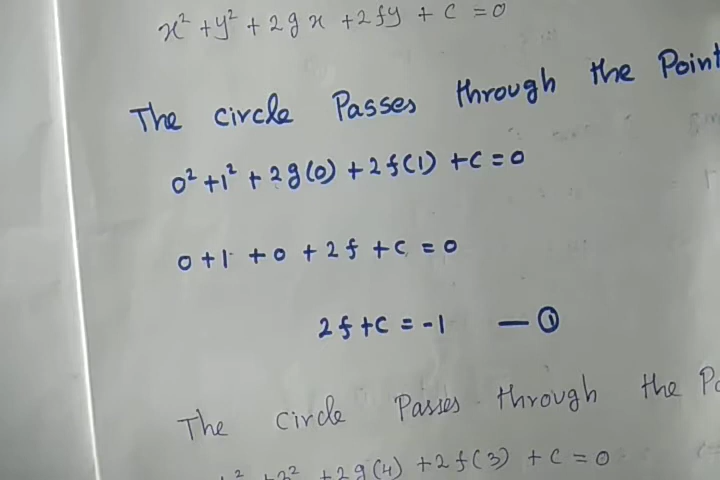 x² + y² + 2gx + 2fy + c = 0
The circle Passes through the Point
0² + 1² + 2g(0) + 2f(1) + c = 0
0 + 1 + 0 + 2f + c = 0
2f + c = -1 — ①
The circle Passes through the
+ 2g(4) + 2f(3) + c = 0